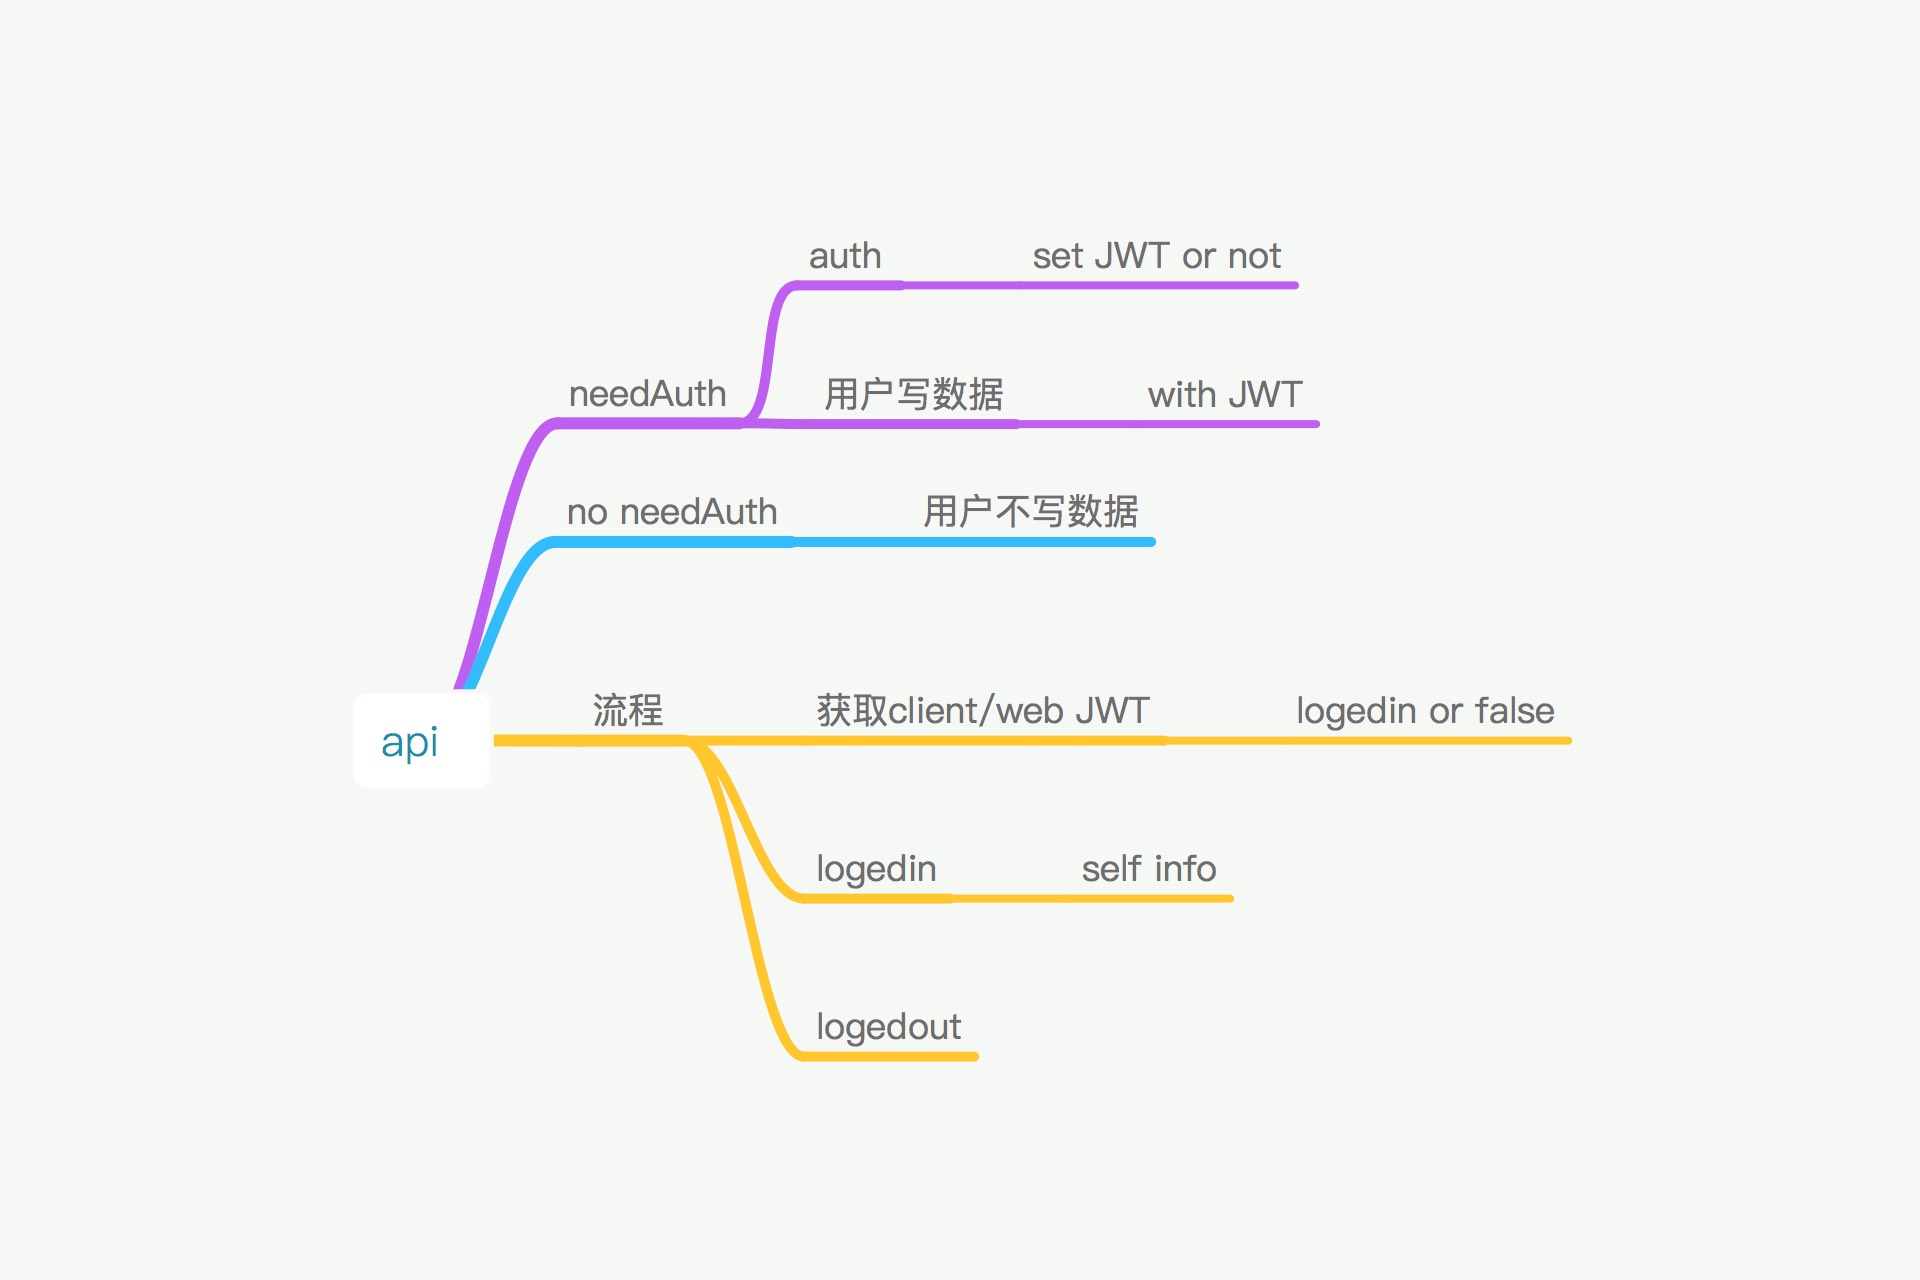 auth
set JWT or not
needAuth
用户写数据
with JWT
no needAuth
用户不写数据
api
流程
获取client/web JWT
logedin or false
logedin
self info
logedout